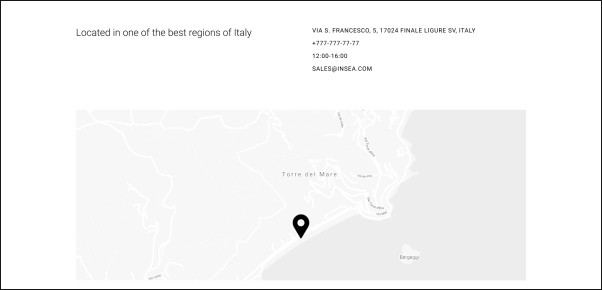 Located in one of the best regions of Italy
VIA S. FRANCESCO, 5, 17024 FINALE LIGURE SV, ITALY
+777-777-77-77
12:00-16:00
SALES@INSEA.COM
Torre del Mare
Bergeggi